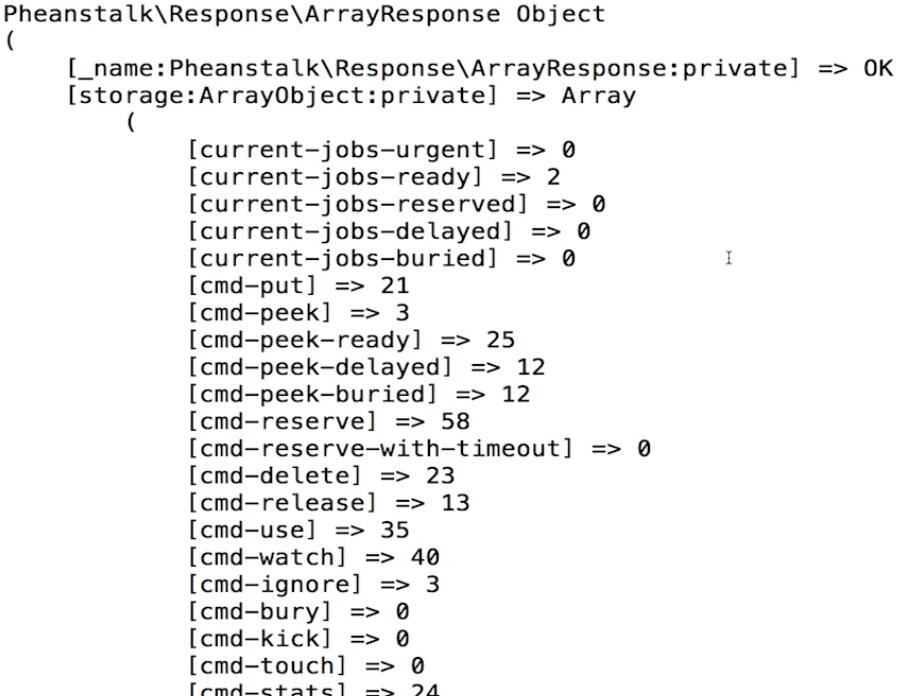 Pheanstalk\Response\ArrayResponse Object
(
    [_name:Pheanstalk\Response\ArrayResponse:private] => OK
    [storage:ArrayObject:private] => Array
        (
            [current-jobs-urgent] => 0
            [current-jobs-ready] => 2
            [current-jobs-reserved] => 0
            [current-jobs-delayed] => 0
            [current-jobs-buried] => 0
            [cmd-put] => 21
            [cmd-peek] => 3
            [cmd-peek-ready] => 25
            [cmd-peek-delayed] => 12
            [cmd-peek-buried] => 12
            [cmd-reserve] => 58
            [cmd-reserve-with-timeout] => 0
            [cmd-delete] => 23
            [cmd-release] => 13
            [cmd-use] => 35
            [cmd-watch] => 40
            [cmd-ignore] => 3
            [cmd-bury] => 0
            [cmd-kick] => 0
            [cmd-touch] => 0
            [cmd-stats] => 24